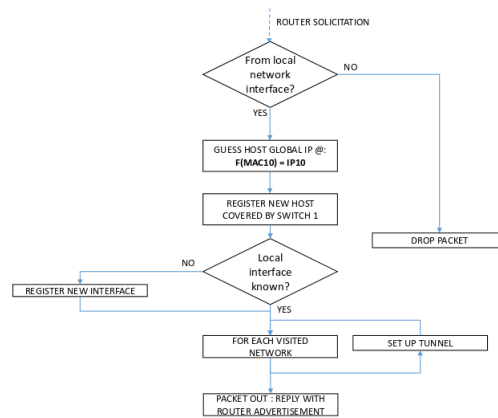 ROUTER SOLICITATION
From local
network
interface?
NO
YES
GUESS HOST GLOBAL IP @:
F(MAC10) = IP10
REGISTER NEW HOST
COVERED BY SWITCH 1
DROP PACKET
NO
Local
interface
known?
REGISTER NEW INTERFACE
YES
FOR EACH VISITED
NETWORK
SET UP TUNNEL
PACKET OUT : REPLY WITH
ROUTER ADVERTISEMENT